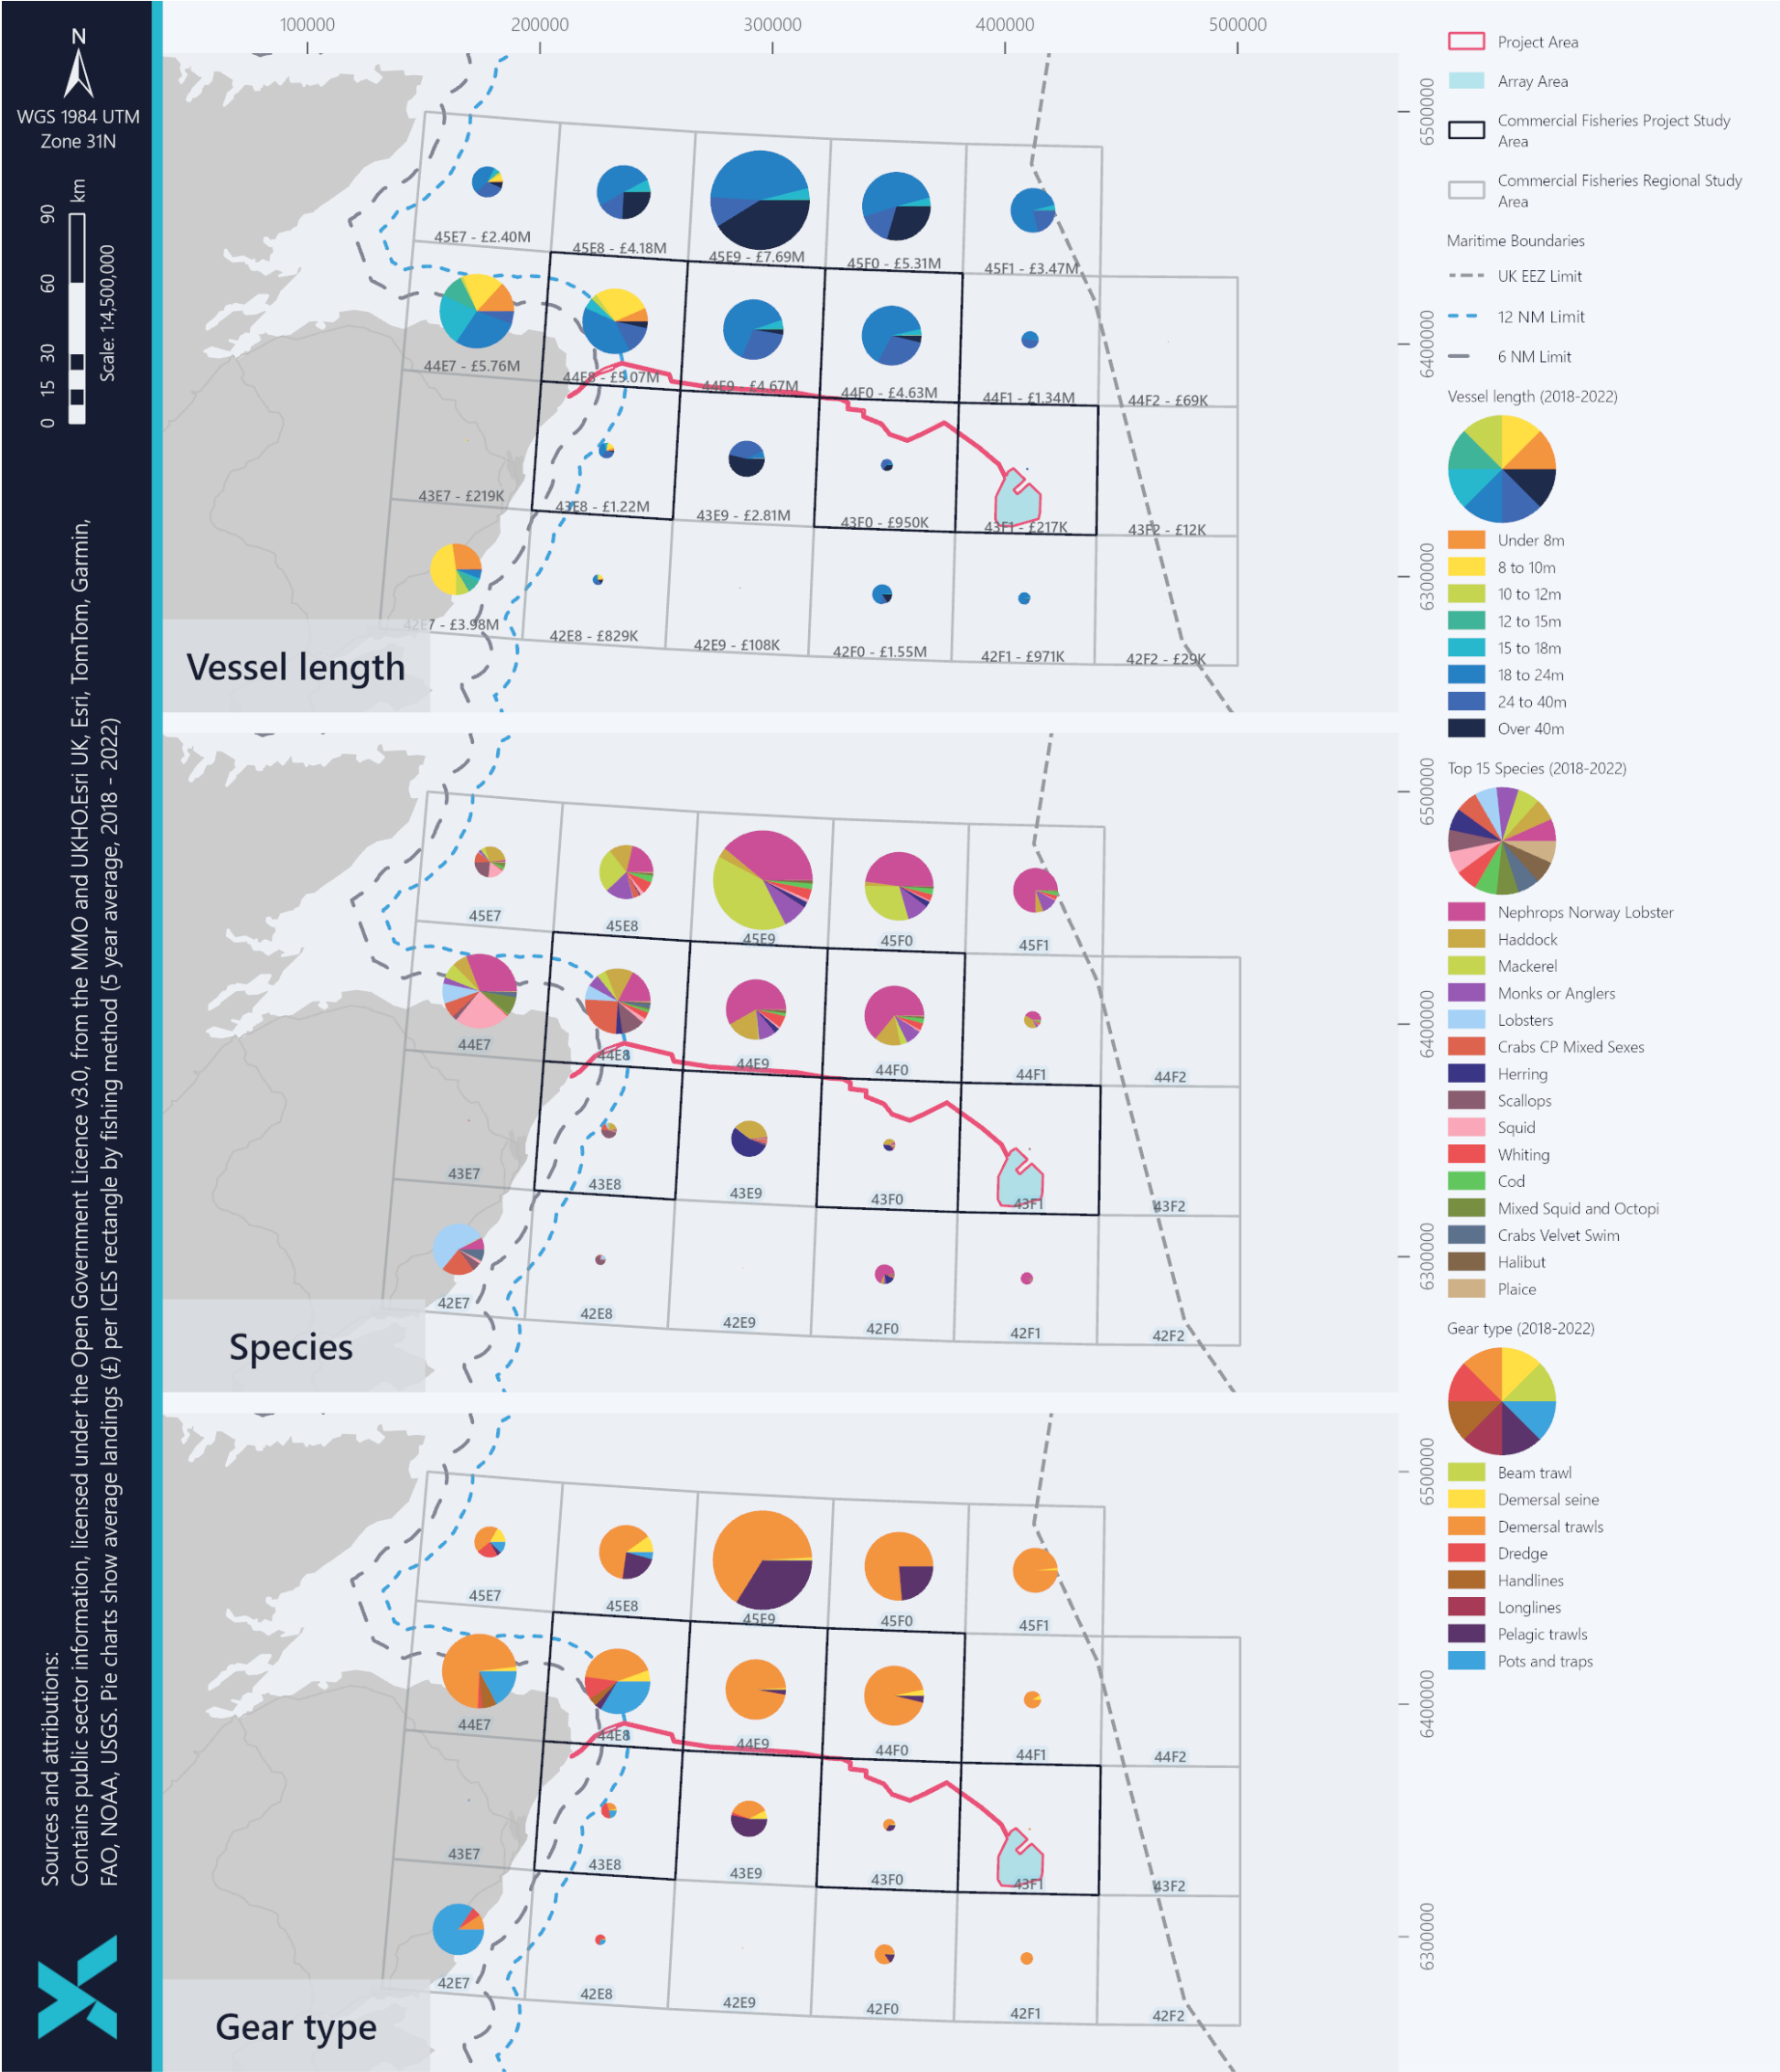 N
WGS 1984 UTM
Zone 31N
0 15 30 60 90 km
Scale: 1:4,500,000
Sources and attributions:
Contains public sector information, licensed under the Open Government Licence v3.0, from the MMO and UKHO.Esri UK, Esri, TomTom, Garmin,
FAO, NOAA, USGS. Pie charts show average landings (£) per ICES rectangle by fishing method (5 year average, 2018 - 2022)
100000 200000 300000 400000 500000
6500000
6400000
6300000
45E7 - £2.40M
45E8 - £4.18M
45E9 - £7.69M
45F0 - £5.31M
45F1 - £3.47M
44E7 - £5.76M
44E8 - £5.07M
44E9 - £4.67M
44F0 - £4.63M
44F1 - £1.34M
44F2 - £69K
43E7 - £219K
43E8 - £1.22M
43E9 - £2.81M
43F0 - £950K
43F1 - £217K
43F2 - £12K
42E7 - £3.98M
42E8 - £829K
42E9 - £108K
42F0 - £1.55M
42F1 - £971K
42F2 - £29K
Vessel length
6500000
6400000
6300000
45E7
45E8
45E9
45F0
45F1
44E7
44E8
44E9
44F0
44F1
44F2
43E7
43E8
43E9
43F0
43F1
43F2
42E7
42E8
42E9
42F0
42F1
42F2
Species
6500000
6400000
6300000
45E7
45E8
45E9
45F0
45F1
44E7
44E8
44E9
44F0
44F1
44F2
43E7
43E8
43E9
43F0
43F1
43F2
42E7
42E8
42E9
42F0
42F1
42F2
Gear type
Project Area
Array Area
Commercial Fisheries Project Study
Area
Commercial Fisheries Regional Study
Area
Maritime Boundaries
UK EEZ Limit
12 NM Limit
6 NM Limit
Vessel length (2018-2022)
Under 8m
8 to 10m
10 to 12m
12 to 15m
15 to 18m
18 to 24m
24 to 40m
Over 40m
Top 15 Species (2018-2022)
Nephrops Norway Lobster
Haddock
Mackerel
Monks or Anglers
Lobsters
Crabs CP Mixed Sexes
Herring
Scallops
Squid
Whiting
Cod
Mixed Squid and Octopi
Crabs Velvet Swim
Halibut
Plaice
Gear type (2018-2022)
Beam trawl
Demersal seine
Demersal trawls
Dredge
Handlines
Longlines
Pelagic trawls
Pots and traps